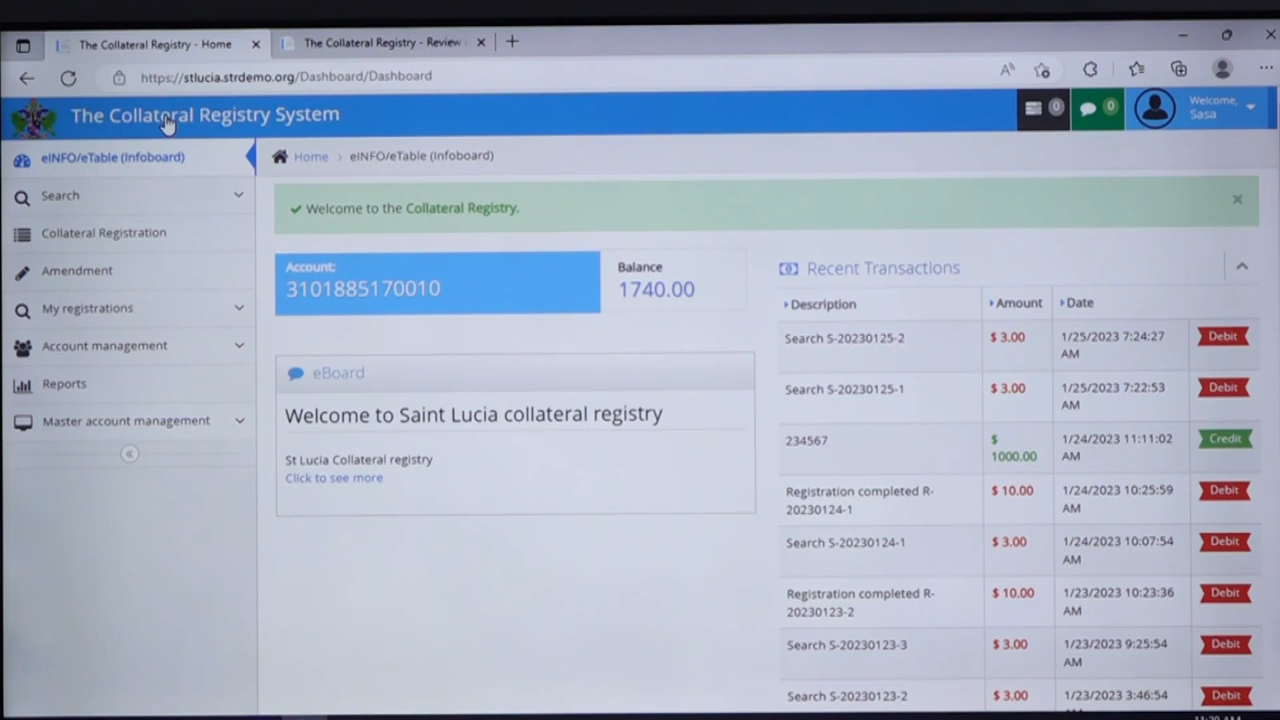 The Collateral Registry - Home
The Collateral Registry - Review
https://stlucia.strdemo.org/Dashboard/Dashboard
The Collateral Registry System
0
0
Welcome,
Sasa
eINFO/eTable (Infoboard)
Search
Collateral Registration
Amendment
My registrations
Account management
Reports
Master account management
Home > eINFO/eTable (Infoboard)
Welcome to the Collateral Registry.
Account:
3101885170010
Balance
1740.00
eBoard
Welcome to Saint Lucia collateral registry
St Lucia Collateral registry
Click to see more
Recent Transactions
Description Amount Date
Search S-20230125-2 $ 3.00 1/25/2023 7:24:27 Debit
AM
Search S-20230125-1 $ 3.00 1/25/2023 7:22:53 Debit
AM
234567 $ 1/24/2023 11:11:02 Credit
1000.00 AM
Registration completed R- $ 10.00 1/24/2023 10:25:59 Debit
20230124-1 AM
Search S-20230124-1 $ 3.00 1/24/2023 10:07:54 Debit
AM
Registration completed R- $ 10.00 1/23/2023 10:23:36 Debit
20230123-2 AM
Search S-20230123-3 $ 3.00 1/23/2023 9:25:54 Debit
AM
Search S-20230123-2 $ 3.00 1/23/2023 3:46:54 Debit